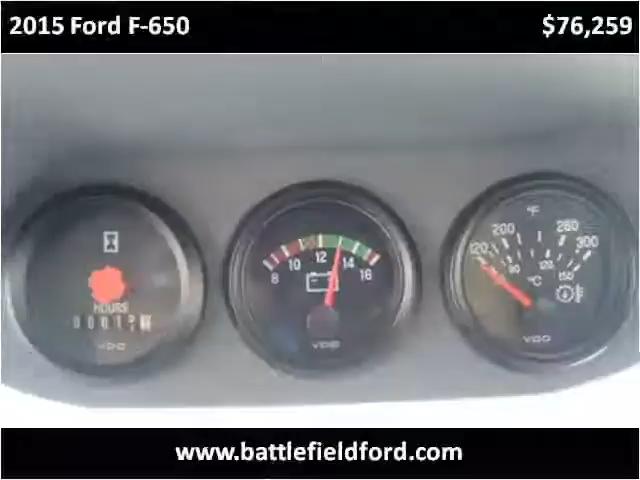 2015 Ford F-650 $76,259
HOURS
VDO
8 10 12 14 16
VDO
°F
120 200 260 300
120 150
°C
VDO
www.battlefieldford.com